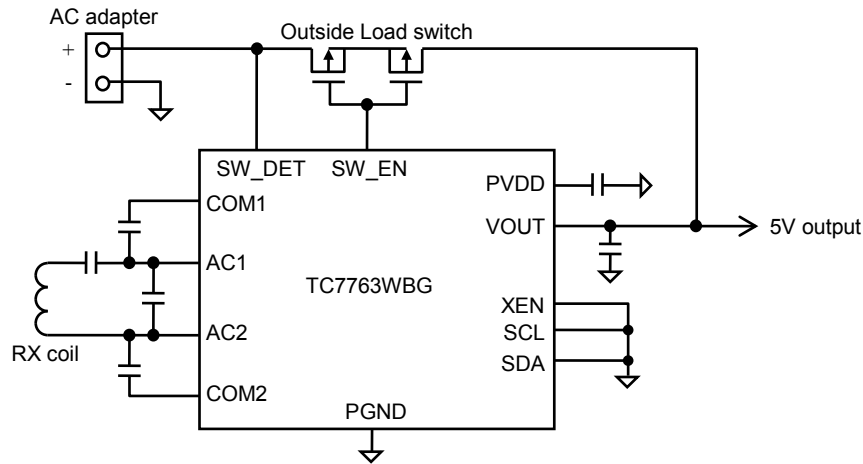 AC adapter
+
-
Outside Load switch
SW_DET SW_EN
COM1
PVDD
VOUT
5V output
AC1
TC7763WBG
XEN
AC2
SCL
RX coil
SDA
COM2
PGND